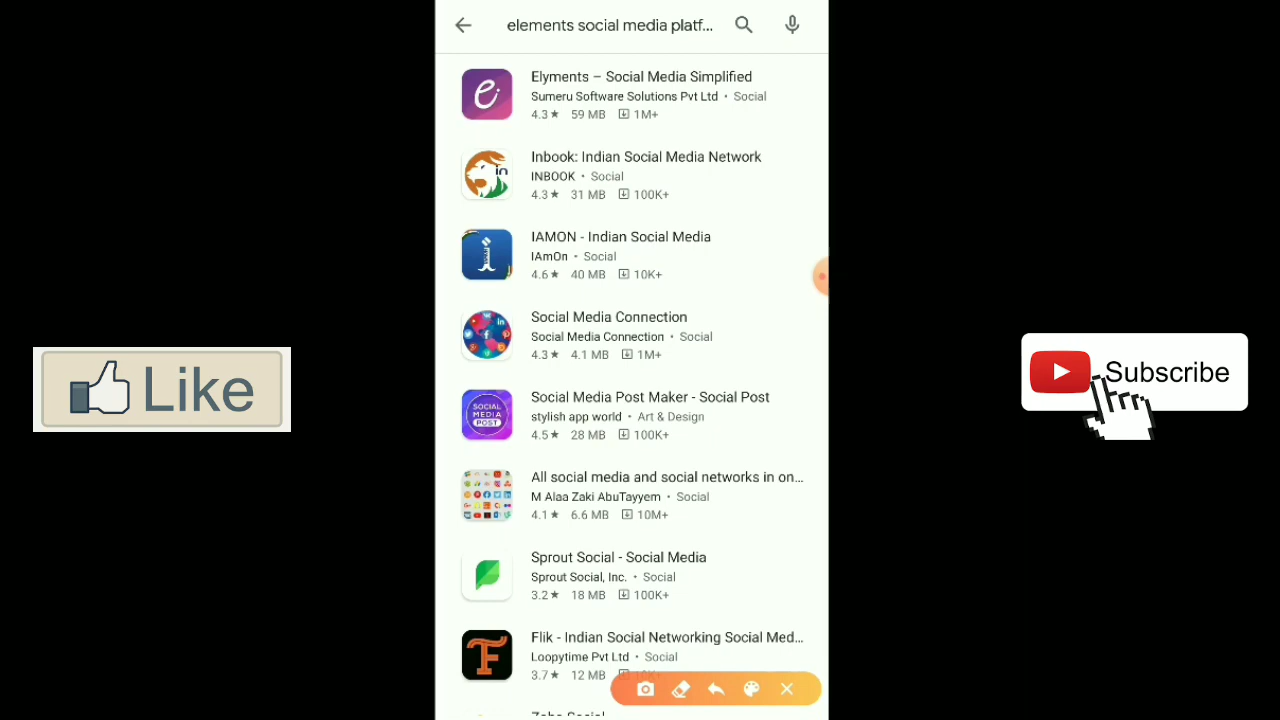 elements social media platf...
Elyments – Social Media Simplified
Sumeru Software Solutions Pvt Ltd • Social
4.3★ 59 MB 1M+
Inbook: Indian Social Media Network
INBOOK • Social
4.3★ 31 MB 100K+
IAMON - Indian Social Media
IAmOn • Social
4.6★ 40 MB 10K+
Social Media Connection
Social Media Connection • Social
4.3★ 4.1 MB 1M+
Like
Subscribe
Social Media Post Maker - Social Post
stylish app world • Art & Design
4.5★ 28 MB 100K+
SOCIAL
MEDIA
POST
All social media and social networks in on...
M Alaa Zaki AbuTayyem • Social
4.1★ 6.6 MB 10M+
Sprout Social - Social Media
Sprout Social, Inc. • Social
3.2★ 18 MB 100K+
Flik - Indian Social Networking Social Med...
Loopytime Pvt Ltd • Social
3.7★ 12 MB